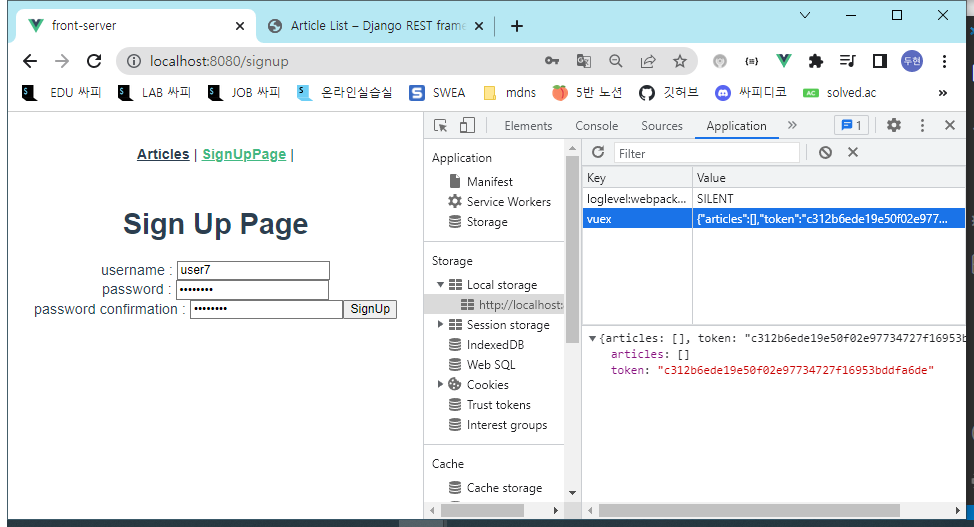 front-server
Article List – Django REST frame
localhost:8080/signup
두현
EDU 싸피
LAB 싸피
JOB 싸피
온라인실습실
SWEA
mdns
5반 노션
깃허브
싸피디코
solved.ac
»
Articles | SignUpPage |
Sign Up Page
username : user7
password : ••••••••
password confirmation : •••••••• SignUp
Elements Console Sources Application » 1
Application
Manifest
Service Workers
Storage
Storage
Local storage
http://localhost:
Session storage
IndexedDB
Web SQL
Cookies
Trust tokens
Interest groups
Cache
Cache storage
Filter
Key Value
loglevel:webpack... SILENT
vuex {"articles":[],"token":"c312b6ede19e50f02e977...
{articles: [], token: "c312b6ede19e50f02e97734727f16953b
articles: []
token: "c312b6ede19e50f02e97734727f16953bddfa6de"